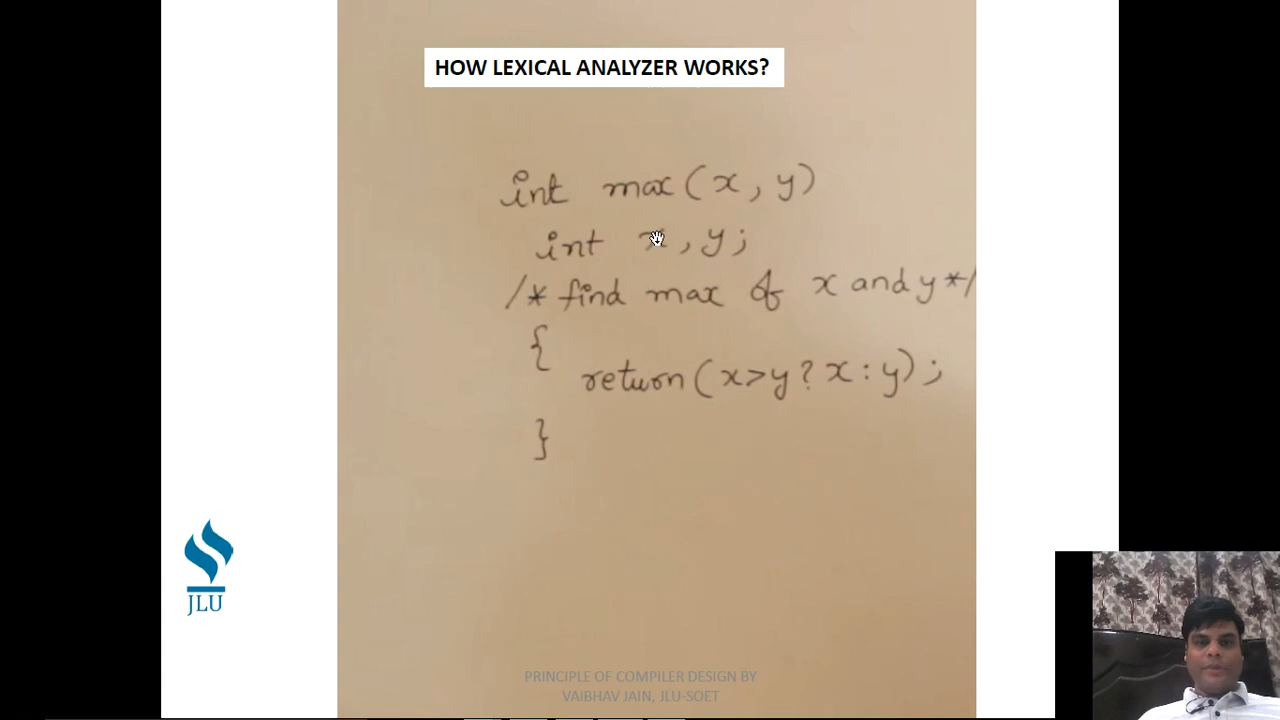 HOW LEXICAL ANALYZER WORKS?
int max(x, y)
int x, y;
/* find max of x and y */
{
return(x>y?x:y);
}
JLU
PRINCIPLE OF COMPILER DESIGN BY
VAIBHAV JAIN, JLU-SOET